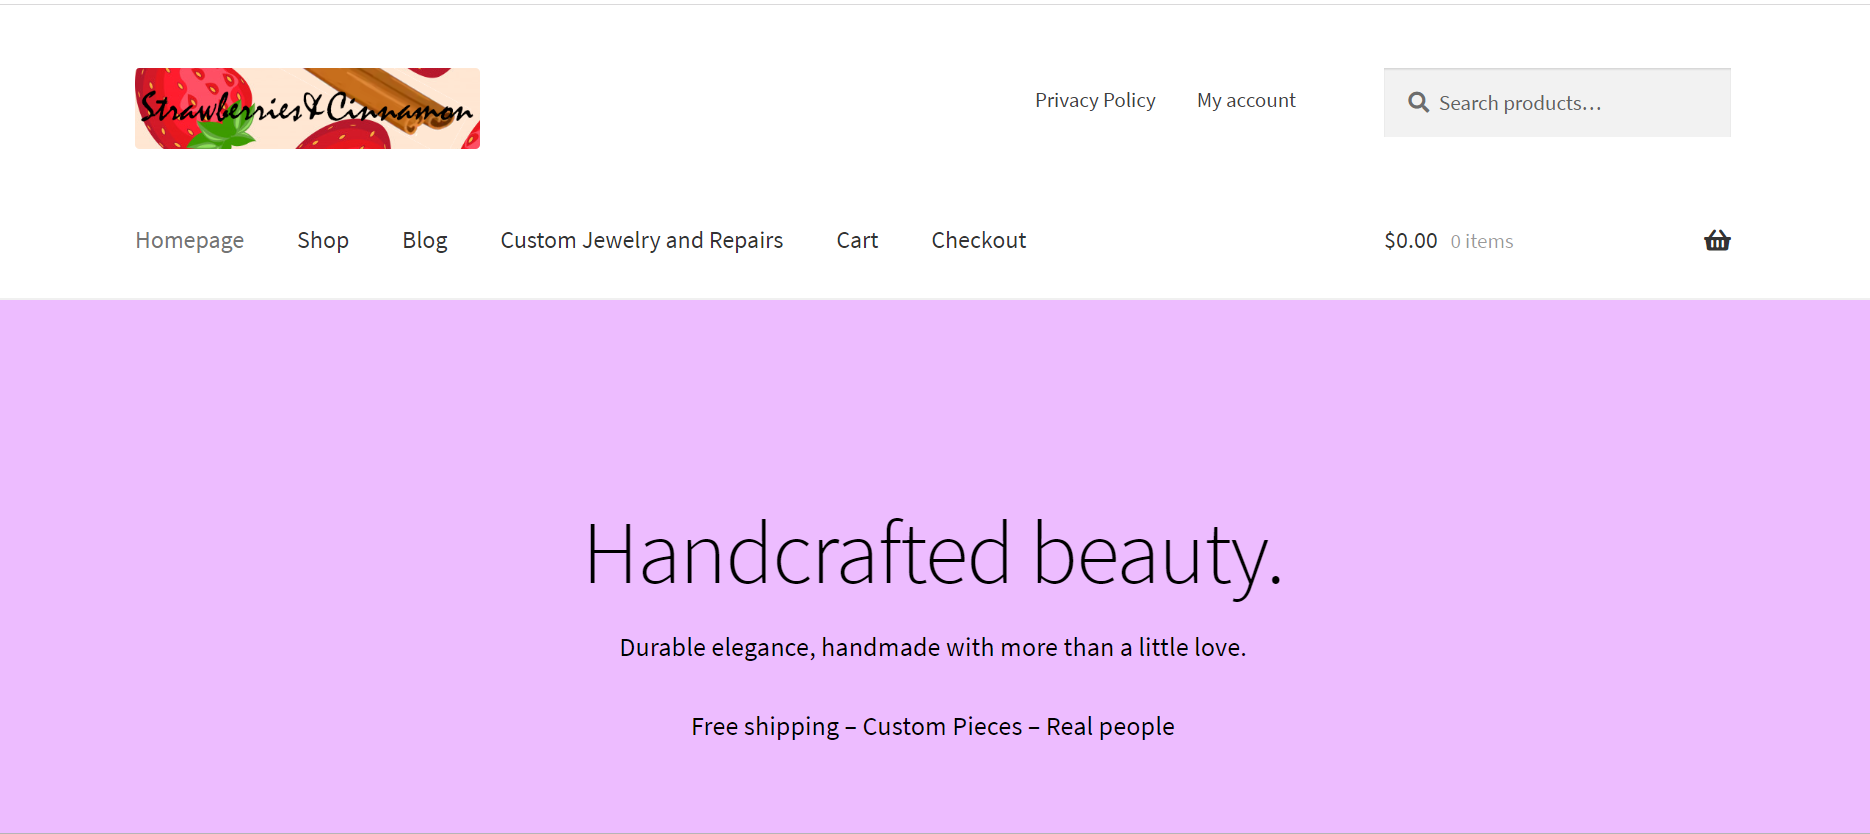 Strawberries&Cinnamon
Privacy Policy
My account
Search products…
Homepage
Shop
Blog
Custom Jewelry and Repairs
Cart
Checkout
$0.00 0 items
Handcrafted beauty.
Durable elegance, handmade with more than a little love.
Free shipping – Custom Pieces – Real people